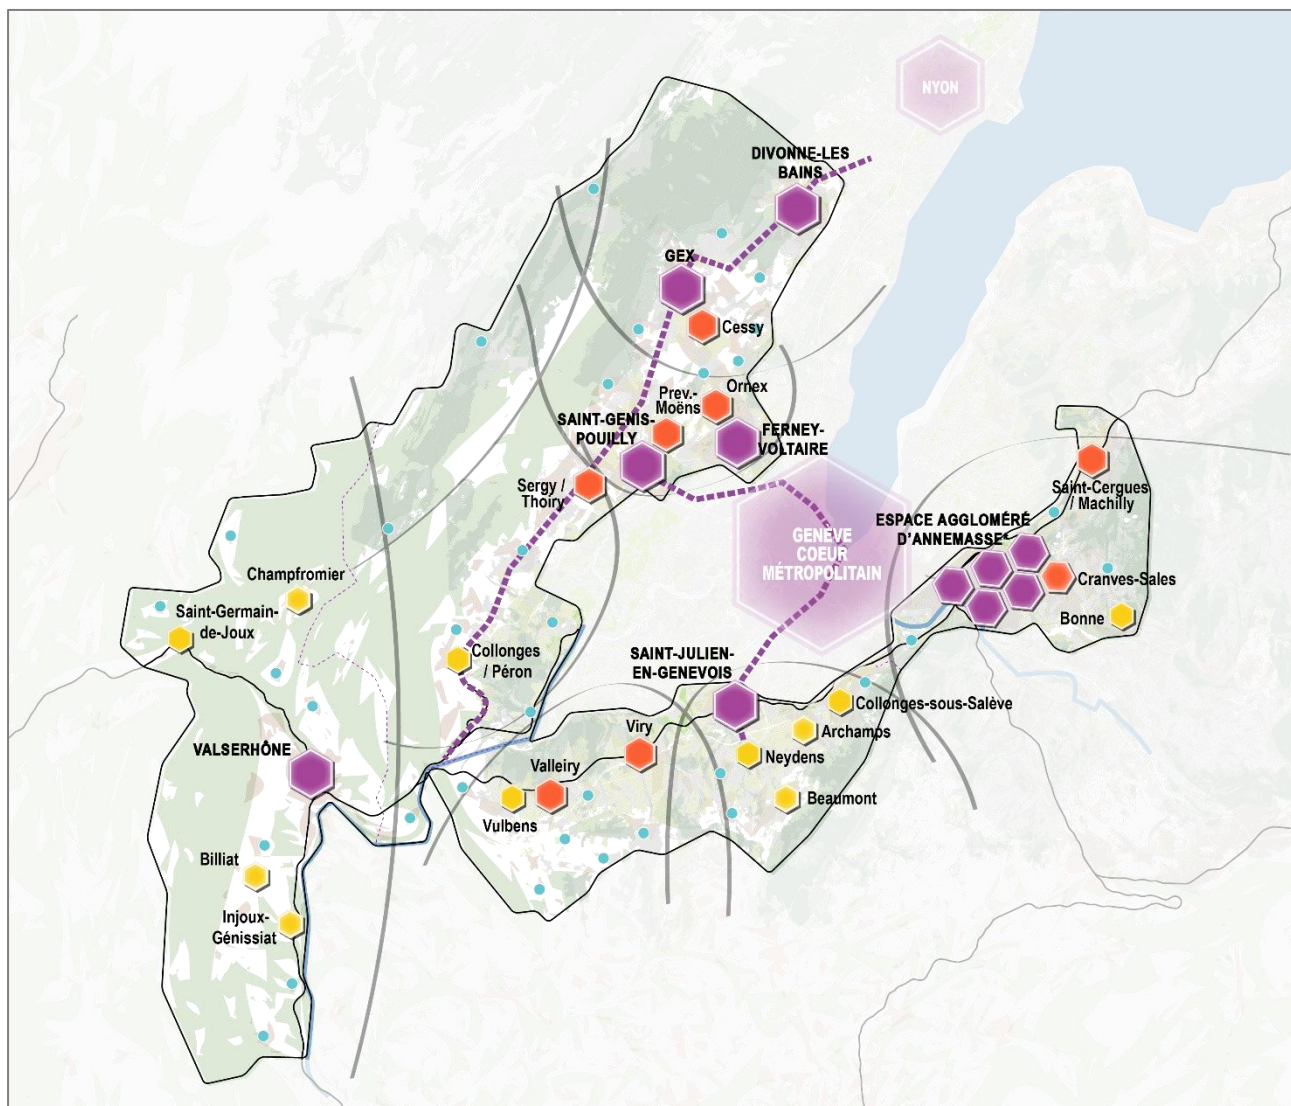 NYON
DIVONNE-LES
BAINS
GEX
Cessy
Ornex
Prev.-
Moëns
SAINT-GENIS-
POUILLY
FERNEY-
VOLTAIRE
Sergy /
Thoiry
Saint-Cergues
/ Machilly
ESPACE AGGLOMÉRÉ
D'ANNEMASSE*
GENÈVE
COEUR
MÉTROPOLITAIN
Cranves-Sales
Bonne
Champfromier
Saint-Germain-
de-Joux
Collonges
/ Péron
SAINT-JULIEN-
EN-GENEVOIS
Collonges-sous-Salève
Archamps
Viry
Neydens
VALSERHÔNE
Valleiry
Beaumont
Vulbens
Billiat
Injoux-
Génissiat